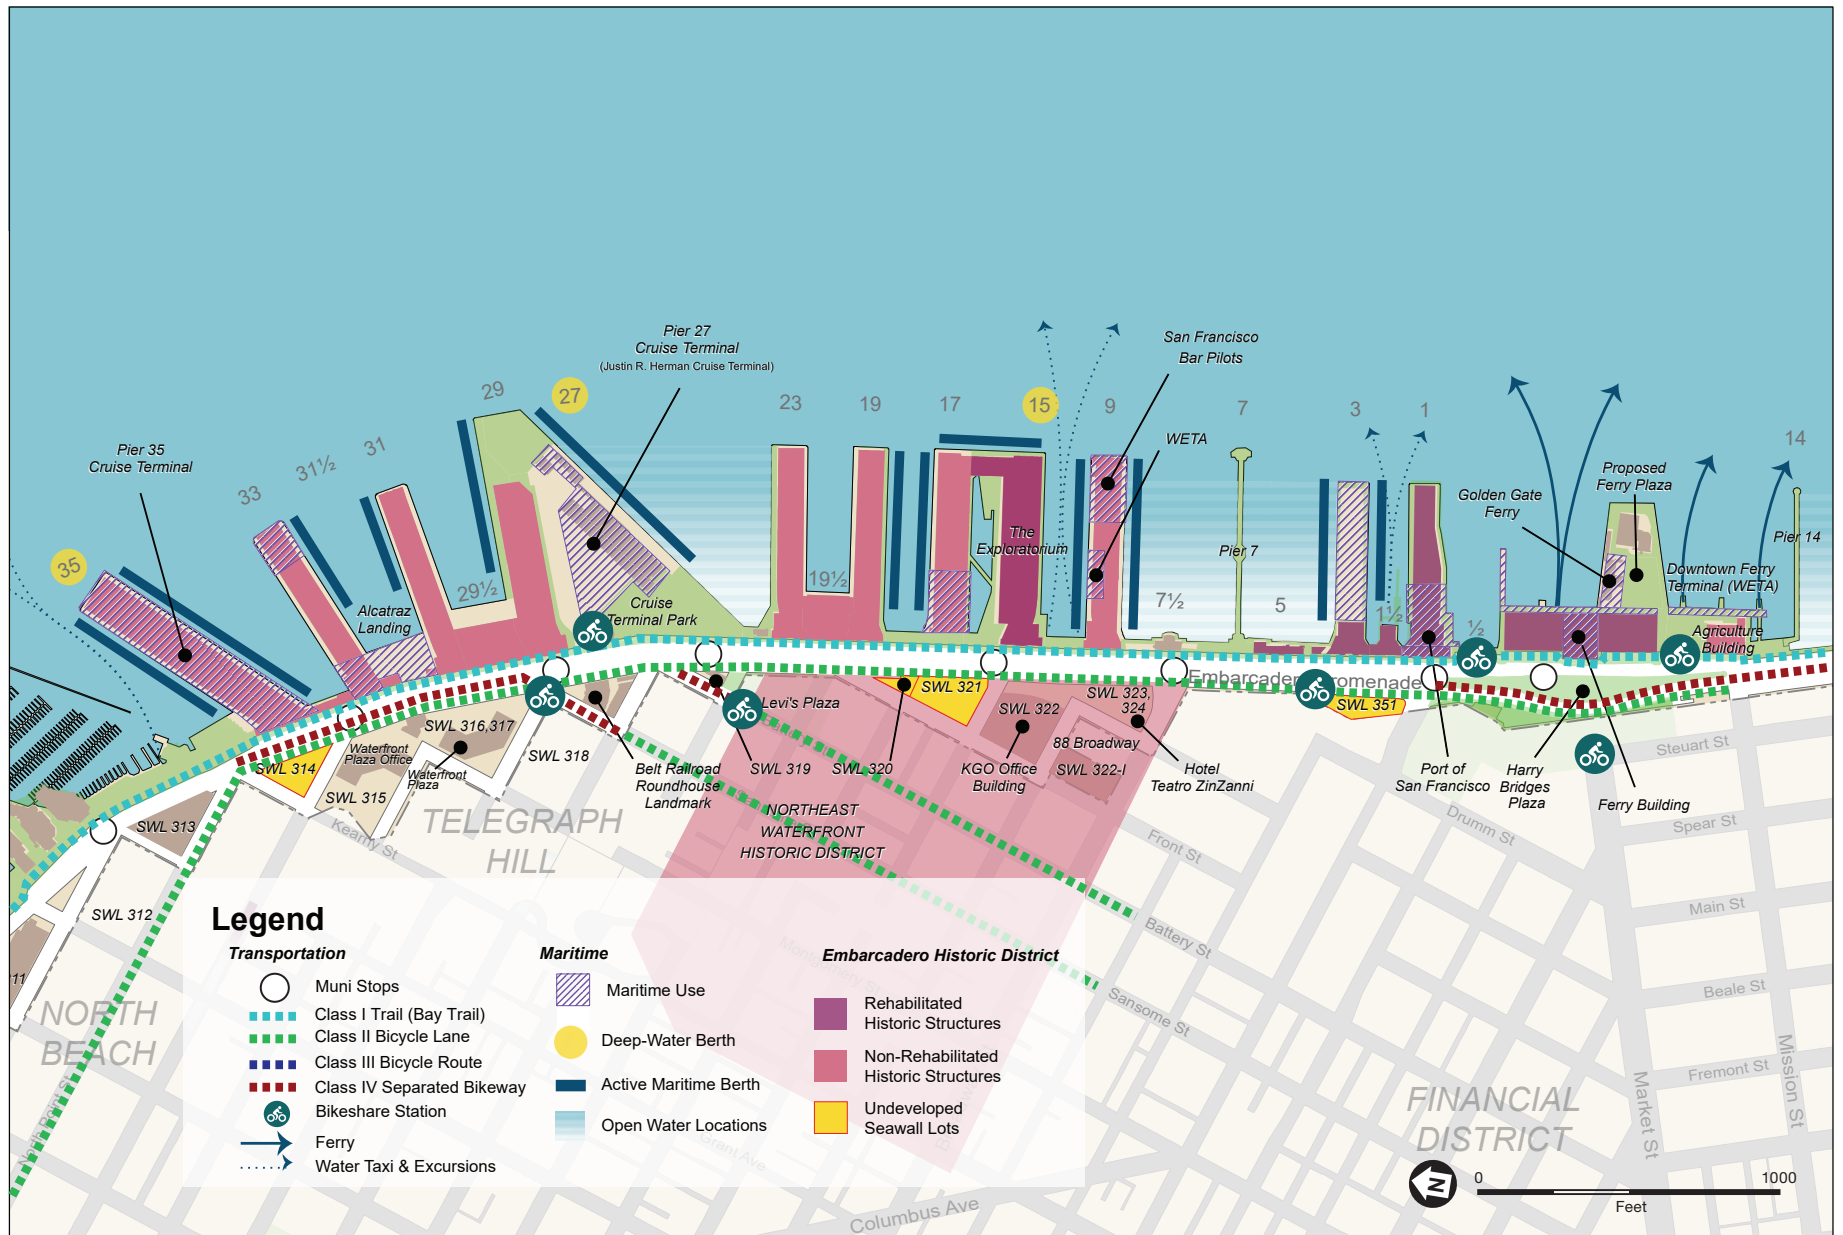 Pier 27
Cruise Terminal
(Justin R. Herman Cruise Terminal)
San Francisco
Bar Pilots
WETA
Pier 35
Cruise Terminal
35
33
31½
31
29
27
29½
23
19
19½
17
15
9
7
7½
5
3
1
1½
½
14
Alcatraz
Landing
Cruise
Terminal Park
The
Exploratorium
Pier 7
Golden Gate
Ferry
Proposed
Ferry Plaza
Pier 14
Downtown Ferry
Terminal (WETA)
Agriculture
Building
Embarcadero Promenade
SWL 314
Waterfront
Plaza Office
SWL 316,317
Waterfront
Plaza
SWL 315
SWL 313
SWL 312
SWL 318
Belt Railroad
Roundhouse
Landmark
Levi's Plaza
SWL 319
SWL 320
SWL 321
SWL 322
SWL 323,
324
88 Broadway
SWL 322-I
KGO Office
Building
Hotel
Teatro ZinZanni
SWL 351
Port of
San Francisco
Harry
Bridges
Plaza
Ferry Building
NORTHEAST
WATERFRONT
HISTORIC DISTRICT
TELEGRAPH
HILL
NORTH
BEACH
FINANCIAL
DISTRICT
Kearny St
Front St
Battery St
Sansome St
Montgomery St
Grant Ave
Columbus Ave
North Point St
Drumm St
Steuart St
Spear St
Main St
Beale St
Fremont St
Market St
Mission St
Legend
Transportation
Muni Stops
Class I Trail (Bay Trail)
Class II Bicycle Lane
Class III Bicycle Route
Class IV Separated Bikeway
Bikeshare Station
Ferry
Water Taxi & Excursions
Maritime
Maritime Use
Deep-Water Berth
Active Maritime Berth
Open Water Locations
Embarcadero Historic District
Rehabilitated
Historic Structures
Non-Rehabilitated
Historic Structures
Undeveloped
Seawall Lots
N
0
1000
Feet